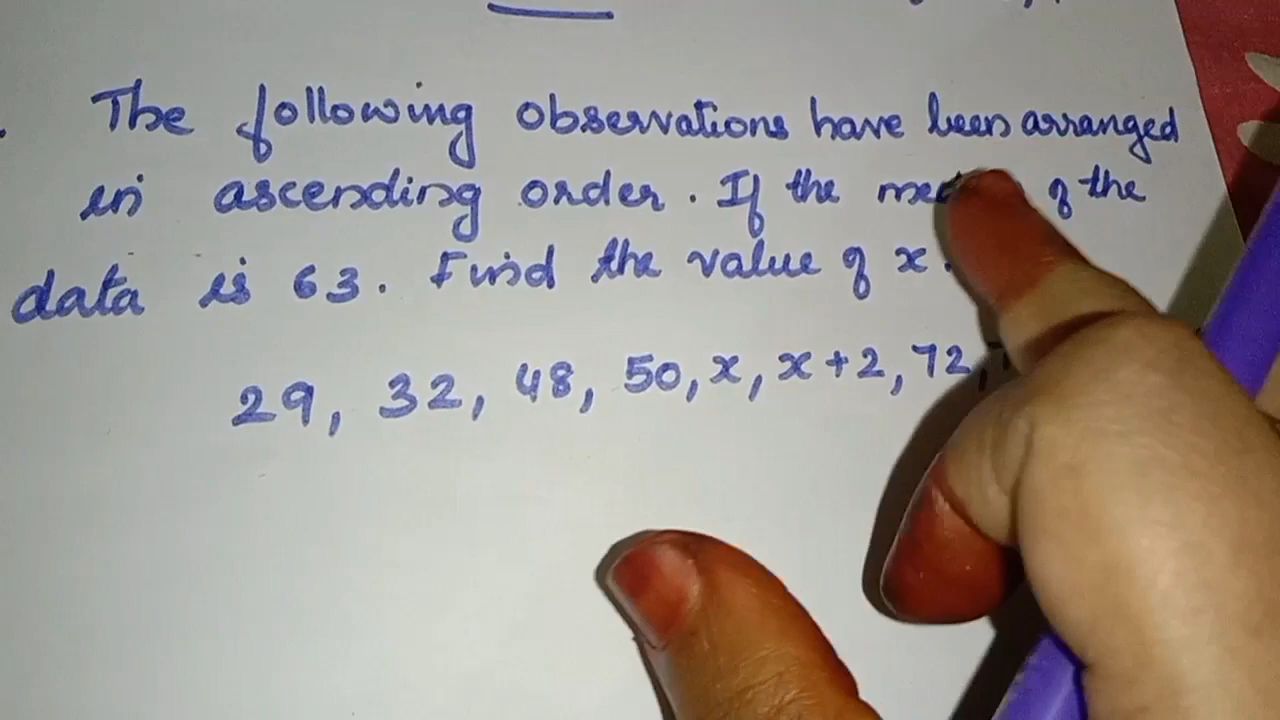 The following observations have been arranged
in ascending order. If the of the
data is 63. Find the value of x.
29, 32, 48, 50, x, x+2, 72,